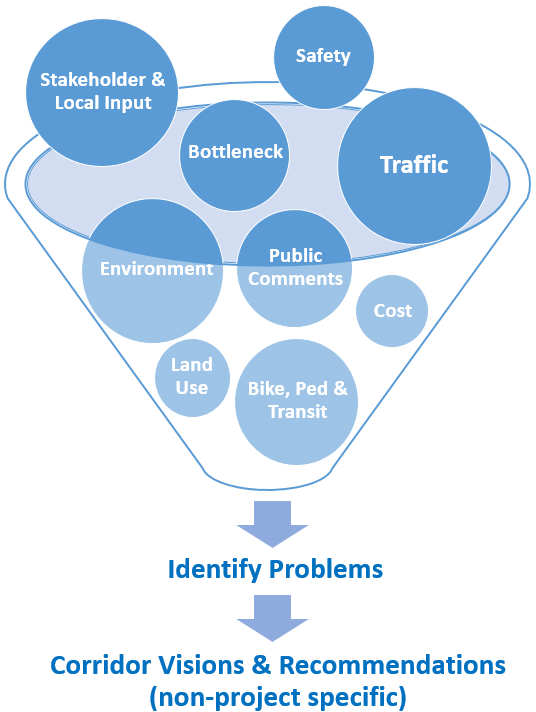 Safety
Stakeholder &
Local Input
Bottleneck
Traffic
Environment
Public
Comments
Cost
Land
Use
Bike, Ped &
Transit
Identify Problems
Corridor Visions & Recommendations
(non-project specific)